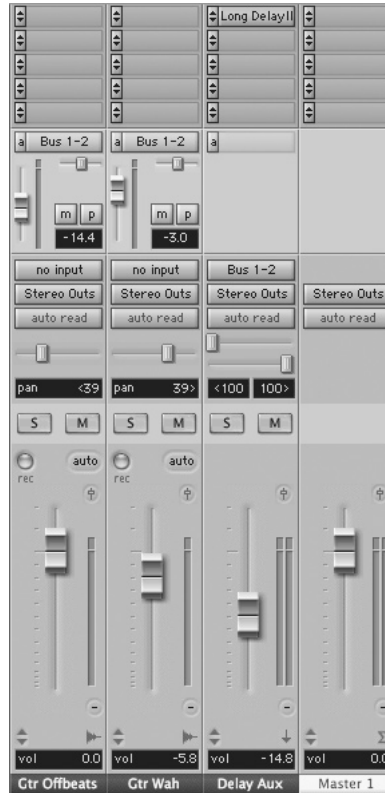 Long DelayII
a Bus 1-2 a Bus 1-2 a
m p m p
-14.4 -3.0
no input no input Bus 1-2
Stereo Outs Stereo Outs Stereo Outs Stereo Outs
auto read auto read auto read auto read
pan <39 pan 39> <100 100>
S M S M S M
auto auto
rec rec
vol 0.0 vol -5.8 vol -14.8 vol 0.0
Gtr Offbeats Gtr Wah Delay Aux Master 1